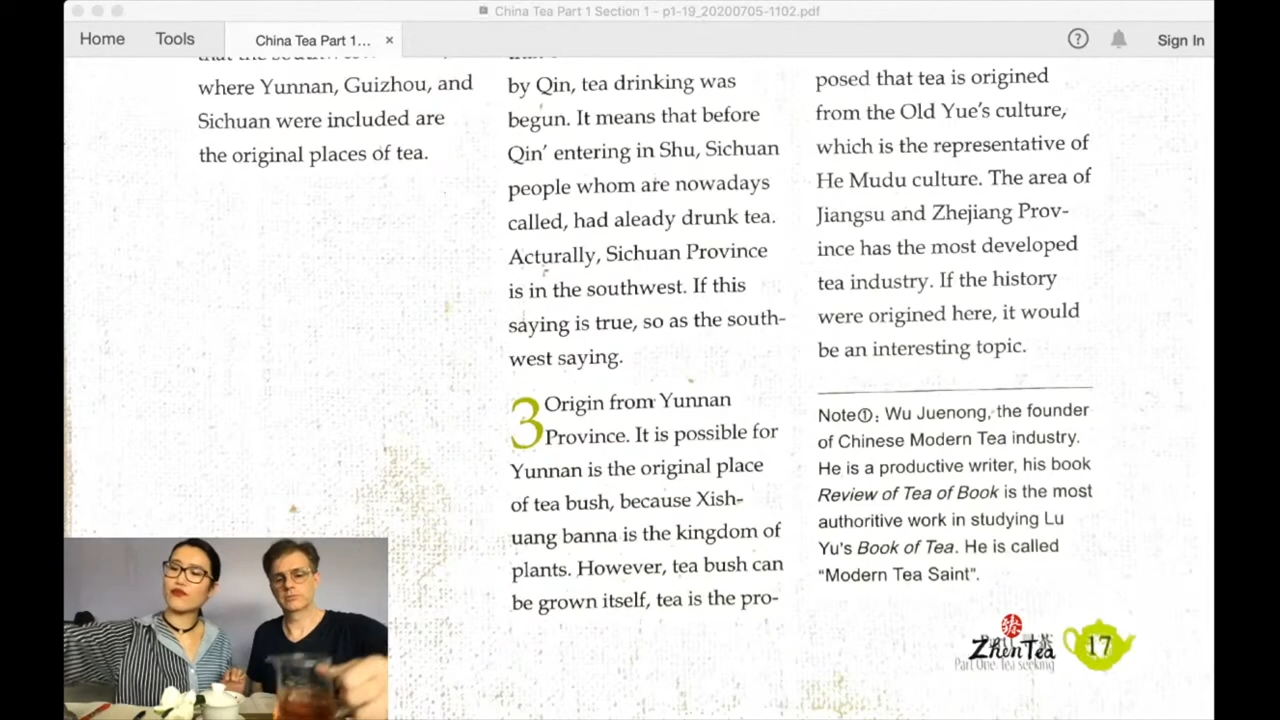 China Tea Part 1 Section 1 - p1-19_20200705-1102.pdf
Home
Tools
China Tea Part 1...
×
?
Sign In
where Yunnan, Guizhou, and
Sichuan were included are
the original places of tea.
by Qin, tea drinking was
begun. It means that before
Qin' entering in Shu, Sichuan
people whom are nowadays
called, had aleady drunk tea.
Acturally, Sichuan Province
is in the southwest. If this
saying is true, so as the south-
west saying.
3 Origin from Yunnan
Province. It is possible for
Yunnan is the original place
of tea bush, because Xish-
uang banna is the kingdom of
plants. However, tea bush can
be grown itself, tea is the pro-
posed that tea is origined
from the Old Yue's culture,
which is the representative of
He Mudu culture. The area of
Jiangsu and Zhejiang Prov-
ince has the most developed
tea industry. If the history
were origined here, it would
be an interesting topic.
Note①: Wu Juenong, the founder
of Chinese Modern Tea industry.
He is a productive writer, his book
Review of Tea of Book is the most
authoritive work in studying Lu
Yu's Book of Tea. He is called
"Modern Tea Saint".
ZhenTea
Part One: Tea seeking
17